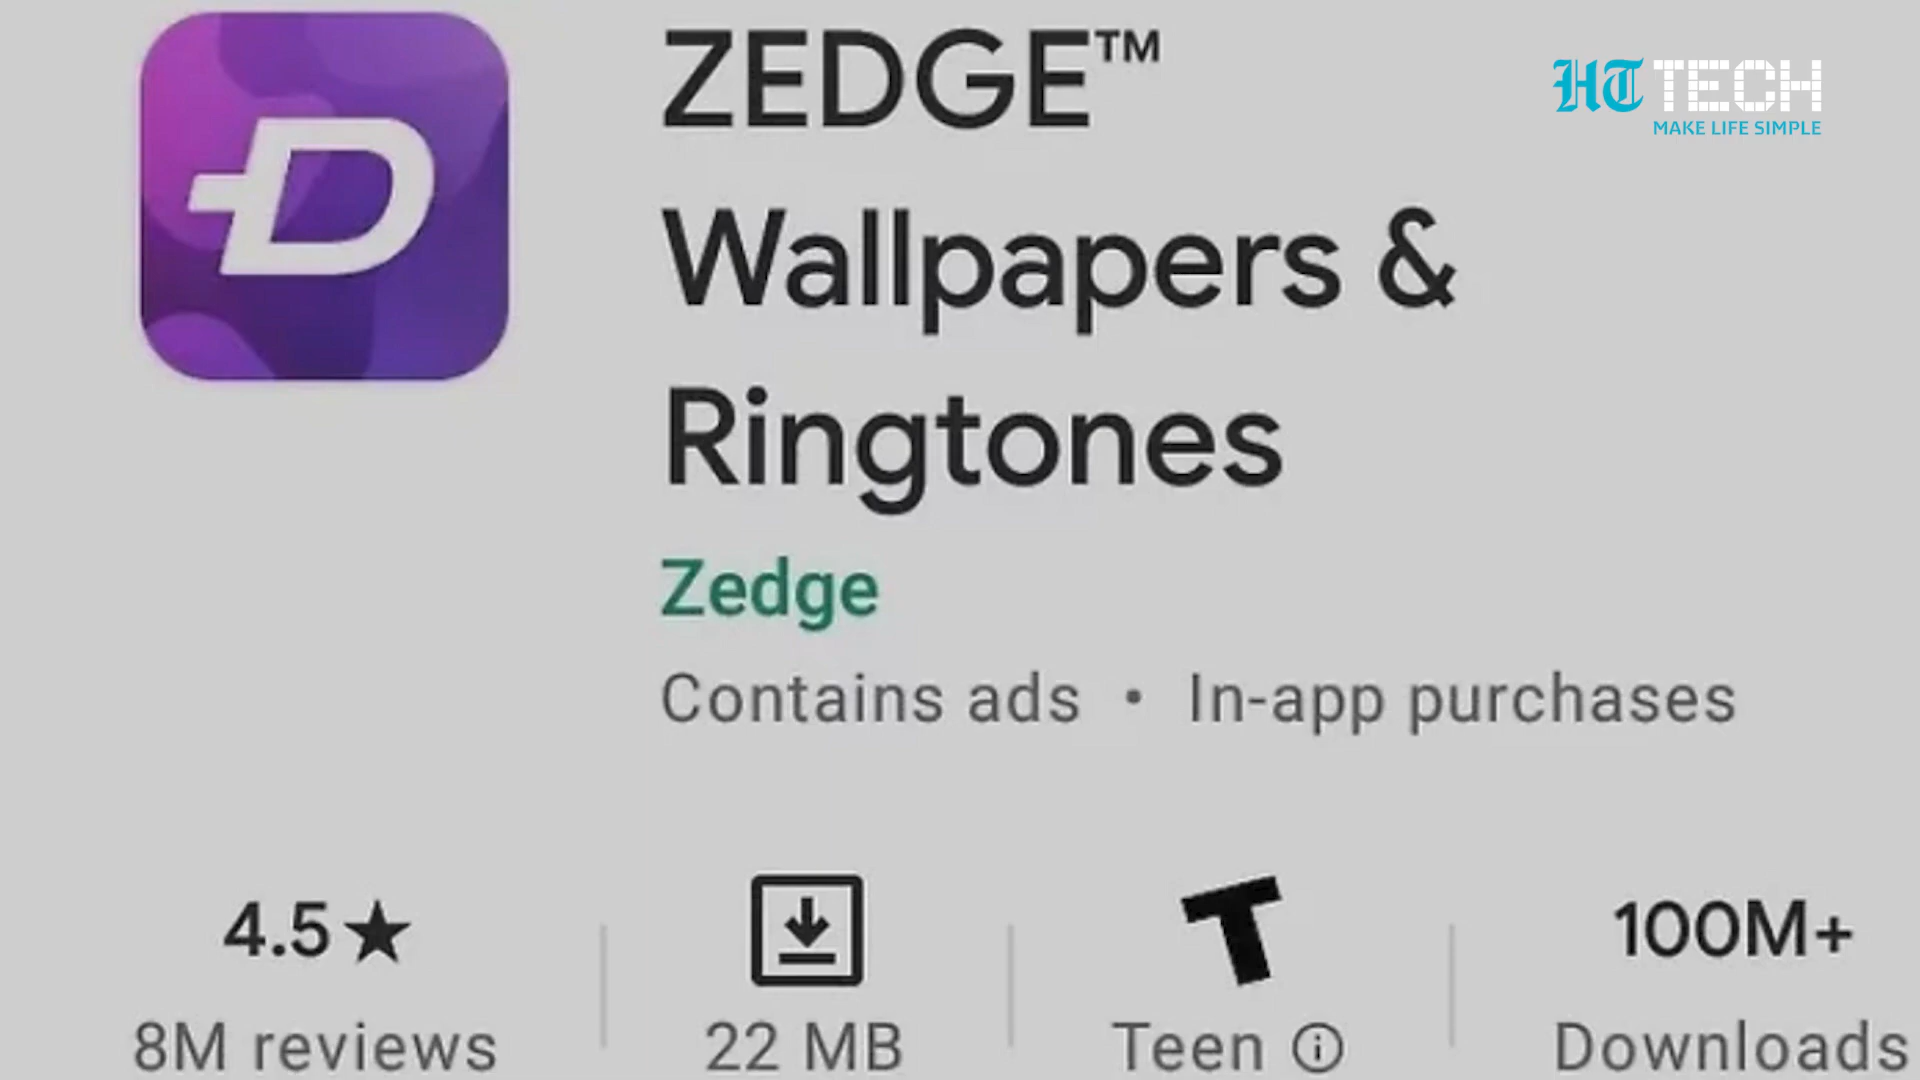 ZEDGE™
Wallpapers &
Ringtones
Zedge
Contains ads • In-app purchases
4.5★
8M reviews
22 MB
Teen
100M+
Downloads
HT TECH
MAKE LIFE SIMPLE